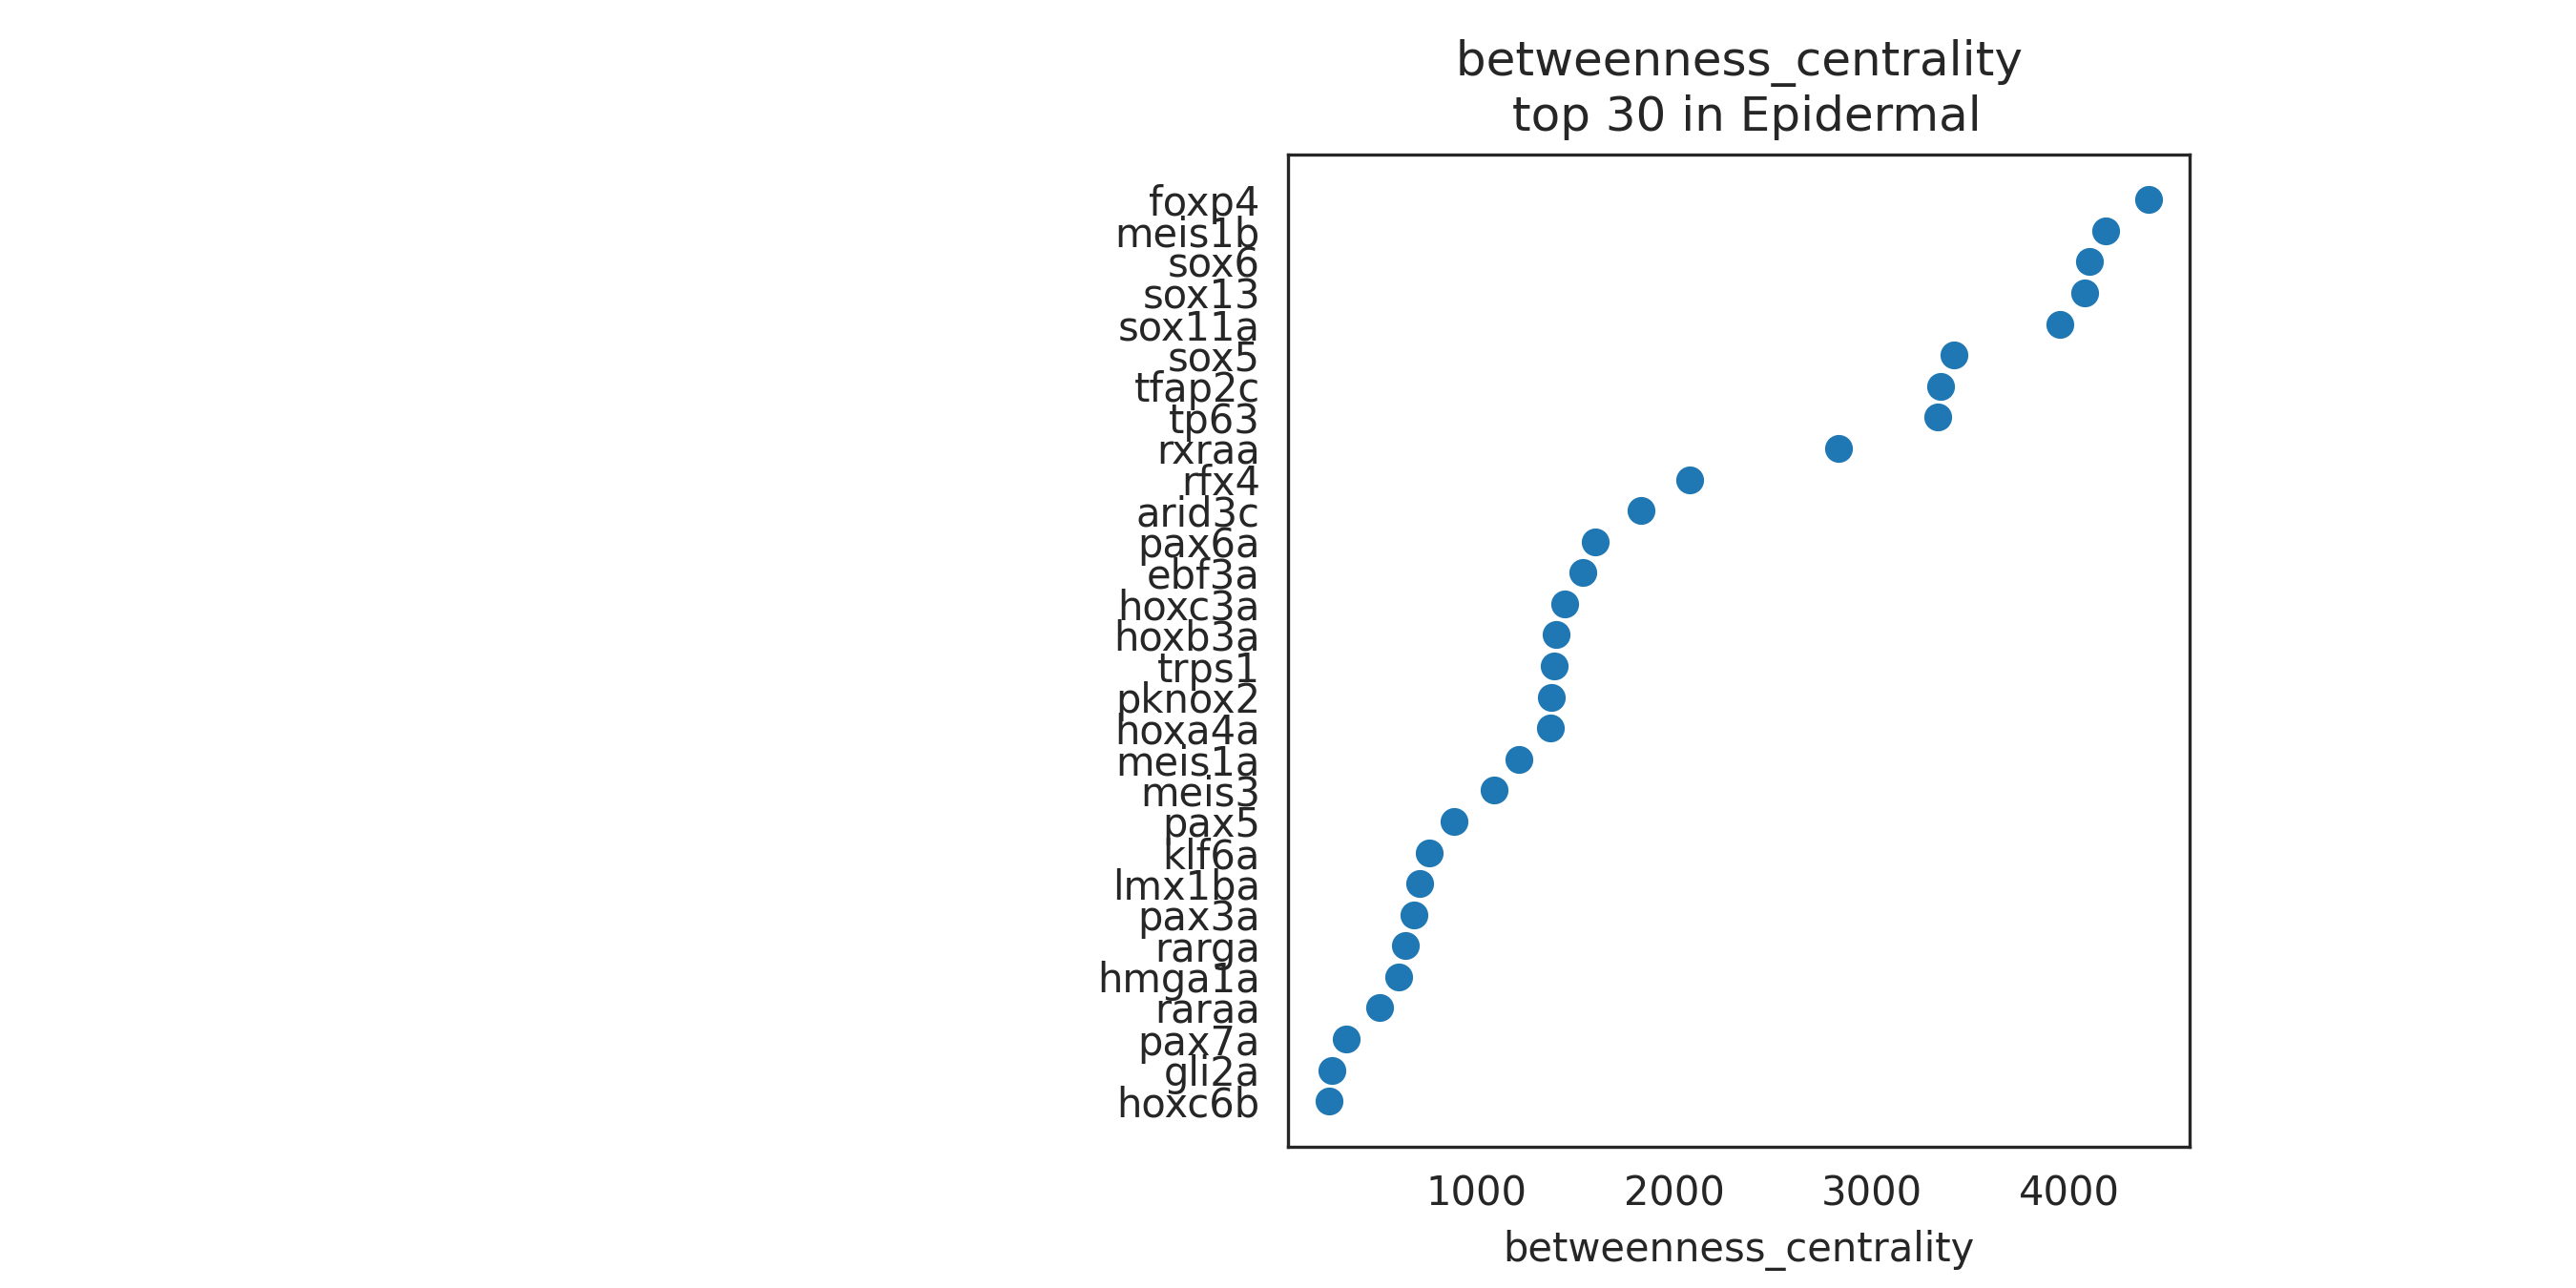 betweenness_centrality
top 30 in Epidermal
foxp4
meis1b
sox6
sox13
sox11a
sox5
tfap2c
tp63
rxraa
rfx4
arid3c
pax6a
ebf3a
hoxc3a
hoxb3a
trps1
pknox2
hoxa4a
meis1a
meis3
pax5
klf6a
lmx1ba
pax3a
rarga
hmga1a
raraa
pax7a
gli2a
hoxc6b
1000 2000 3000 4000
betweenness_centrality